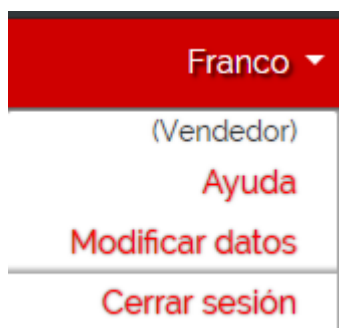 Franco
(Vendedor)
Ayuda
Modificar datos
Cerrar sesión